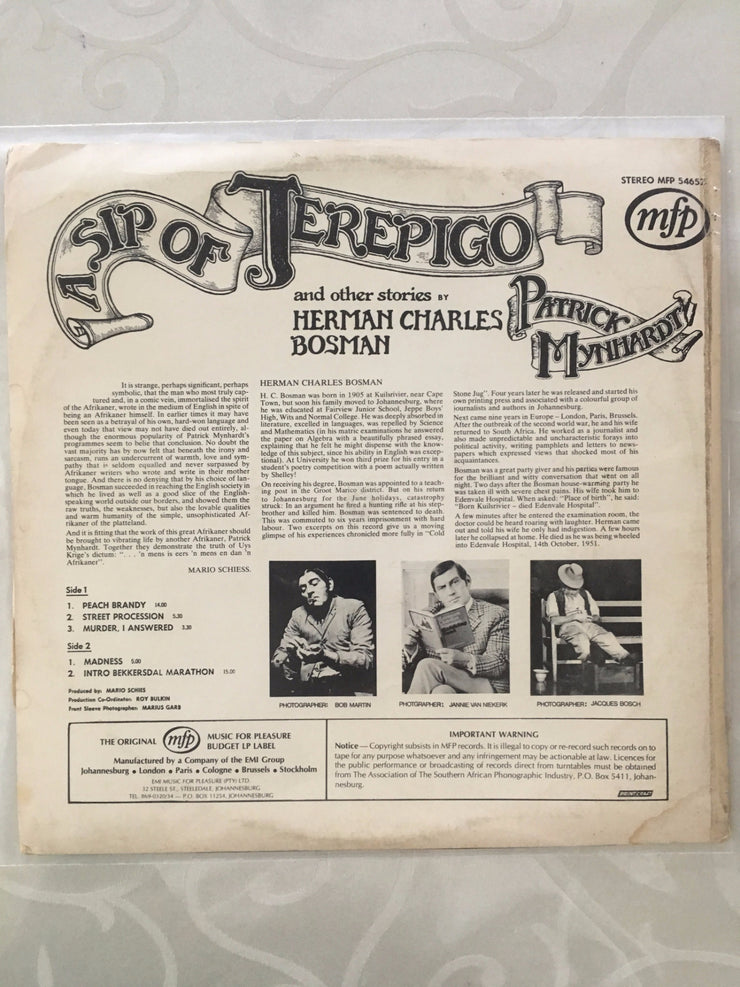 STEREO MFP 5465
mfp
A SIP OF TEREPIGO
and other stories BY
HERMAN CHARLES
BOSMAN
PATRICK
MYNHARDT
It is strange, perhaps significant, perhaps
symbolic, that the man who most truly cap-
tured and, in a comic vein, immortalised the spirit
of the Afrikaner, wrote in the medium of English in spite of
being an Afrikaner himself. In earlier times it may have
been seen as a betrayal of his own, hard-won language and
even today that view may not have died out entirely, al-
though the enormous popularity of Patrick Mynhardt's
programmes seem to belie that conclusion. No doubt the
vast majority has by now felt that beneath the irony and
sarcasm, runs an undercurrent of warmth, love and sym-
pathy that is seldom equalled and never surpassed by
Afrikaner writers who wrote and write in their mother
tongue. And there is no denying that by his choice of lan-
guage, Bosman succeeded in reaching the English society in
which he lived as well as a good slice of the English-
speaking world outside our borders, and showed them the
raw truths, the weaknesses, but also the lovable qualities
and warm humanity of the simple, unsophisticated Af-
rikaner of the platteland.
And it is fitting that the work of this great Afrikaner should
be brought to vibrating life by another Afrikaner, Patrick
Mynhardt. Together they demonstrate the truth of Uys
Krige's dictum: ". . . 'n mens is eers 'n mens en dan 'n
Afrikaner".
MARIO SCHIESS.
HERMAN CHARLES BOSMAN
H. C. Bosman was born in 1905 at Kuilsrivier, near Cape
Town, but soon his family moved to Johannesburg, where
he was educated at Fairview Junior School, Jeppe Boys'
High, Wits and Normal College. He was deeply absorbed in
literature, excelled in languages, was repelled by Science
and Mathematics (in his matric examinations he answered
the paper on Algebra with a beautifully phrased essay,
explaining that he felt he might dispense with the know-
ledge of this subject, since his ability in English was excep-
tional). At University he won third prize for his entry in a
student's poetry competition with a poem actually written
by Shelley!
On receiving his degree, Bosman was appointed to a teach-
ing post in the Groot Marico district. But on his return
to Johannesburg for the June holidays, catastrophy
struck: In an argument he fired a hunting rifle at his step-
brother and killed him. Bosman was sentenced to death.
This was commuted to six years imprisonment with hard
labour. Two excerpts on this record give us a moving
glimpse of his experiences chronicled more fully in "Cold
Stone Jug". Four years later he was released and started his
own printing press and associated with a colourful group of
journalists and authors in Johannesburg.
Next came nine years in Europe – London, Paris, Brussels.
After the outbreak of the second world war, he and his wife
returned to South Africa. He worked as a journalist and
also made unpredictable and uncharacteristic forays into
political activity, writing pamphlets and letters to news-
papers which expressed views that shocked most of his
acquaintances.
Bosman was a great party giver and his parties were famous
for the brilliant and witty conversation that went on all
night. Two days after the Bosman house-warming party he
was taken ill with severe chest pains. His wife took him to
Edenvale Hospital. When asked: "Place of birth", he said:
"Born Kuilsrivier – died Edenvale Hospital".
A few minutes after he entered the examination room, the
doctor could be heard roaring with laughter. Herman came
out and told his wife he only had indigestion. A few hours
later he collapsed at home. He died as he was being wheeled
into Edenvale Hospital, 14th October, 1951.
Side 1
1. PEACH BRANDY 14.00
2. STREET PROCESSION 5.30
3. MURDER, I ANSWERED 3.30
Side 2
1. MADNESS 5.00
2. INTRO BEKKERSDAL MARATHON 15.00
Produced by: MARIO SCHIES
Production Co-Ordinator: ROY BULKIN
Front Sleeve Photographer: MARIUS GARB
PHOTOGRAPHER: BOB MARTIN
PHOTGRAPHER: JANNIE VAN NIEKERK
PHOTOGRAPHER: JACQUES BOSCH
THE ORIGINAL mfp MUSIC FOR PLEASURE
BUDGET LP LABEL
Manufactured by a Company of the EMI Group
Johannesburg • London • Paris • Cologne • Brussels • Stockholm
EMI MUSIC FOR PLEASURE (PTY) LTD.
32 STEELE ST., STEELEDALE, JOHANNESBURG
P.O. BOX 11254, JOHANNESBURG
IMPORTANT WARNING
Notice — Copyright subsists in MFP records. It is illegal to copy or re-record such records on to
tape for any purpose whatsoever and any infringement may be actionable at law. Licences for
the public performance or broadcasting of records direct from turntables must be obtained
from The Association of The Southern African Phonographic Industry, P.O. Box 5411, Johan-
nesburg.